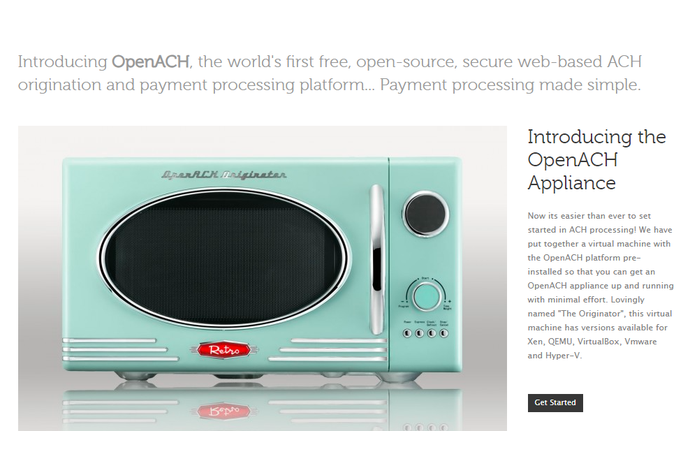 Introducing OpenACH, the world's first free, open-source, secure web-based ACH
origination and payment processing platform... Payment processing made simple.
OpenACH Originator
Retro
Introducing the
OpenACH
Appliance
Now its easier than ever to set
started in ACH processing! We have
put together a virtual machine with
the OpenACH platform pre-
installed so that you can get an
OpenACH appliance up and running
with minimal effort. Lovingly
named "The Originator", this virtual
machine has versions available for
Xen, QEMU, VirtualBox, Vmware
and Hyper-V.
Get Started